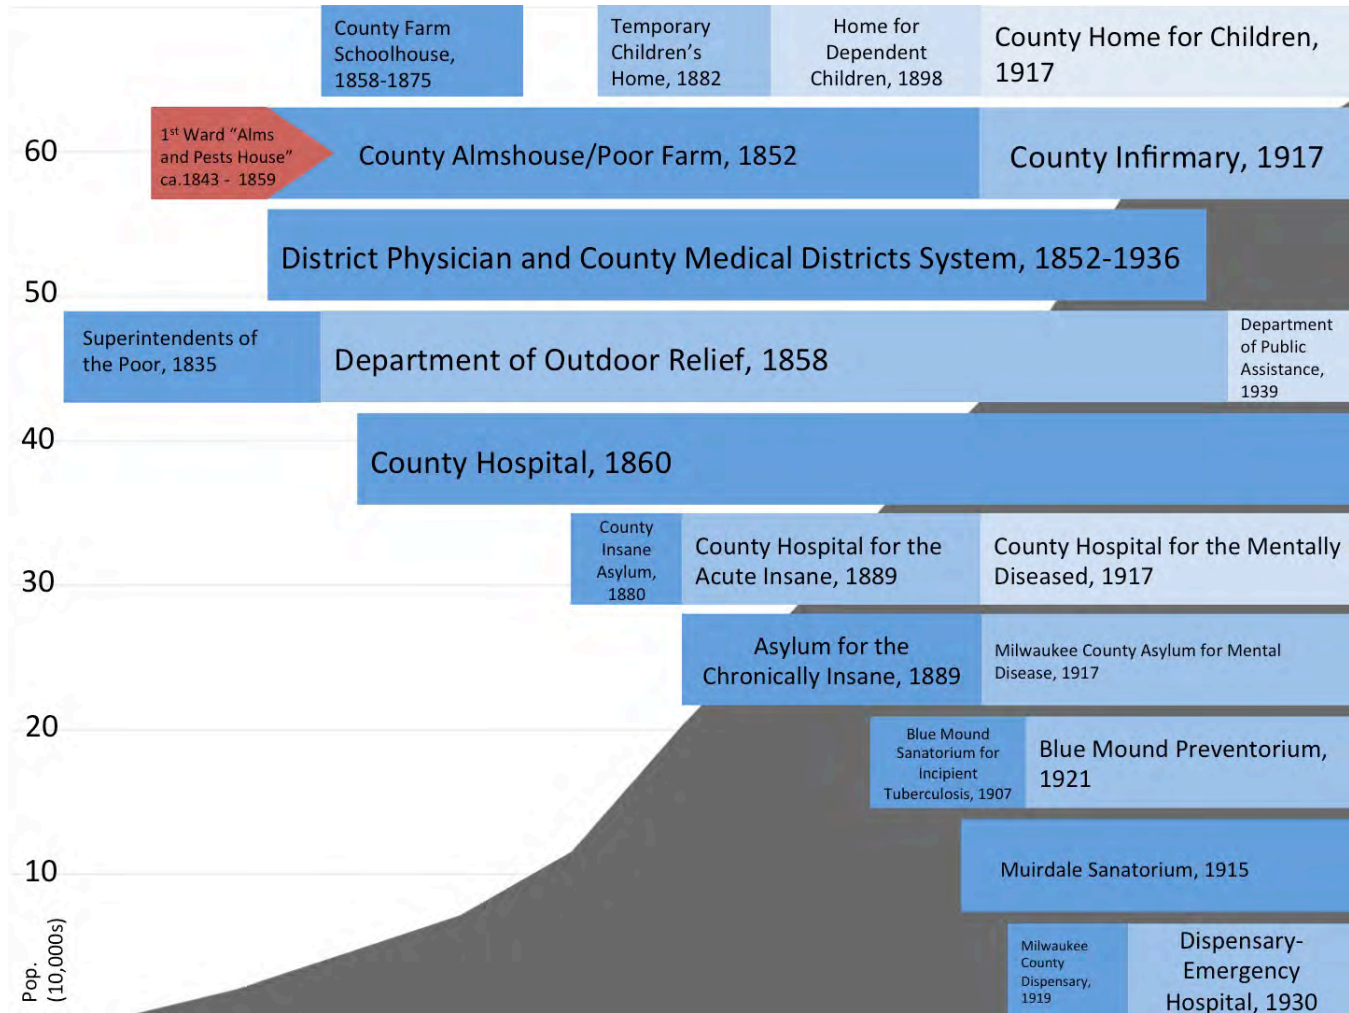 County Farm
Schoolhouse,
1858-1875
Temporary
Children’s
Home, 1882
Home for
Dependent
Children, 1898
County Home for Children,
1917
60
1st Ward “Alms
and Pests House”
ca.1843 - 1859
County Almshouse/Poor Farm, 1852
County Infirmary, 1917
District Physician and County Medical Districts System, 1852-1936
50
Superintendents of
the Poor, 1835
Department of Outdoor Relief, 1858
Department
of Public
Assistance,
1939
40
County Hospital, 1860
County
Insane
Asylum,
1880
County Hospital for the
Acute Insane, 1889
County Hospital for the Mentally
Diseased, 1917
30
Asylum for the
Chronically Insane, 1889
Milwaukee County Asylum for Mental
Disease, 1917
20
Blue Mound
Sanatorium for
Incipient
Tuberculosis, 1907
Blue Mound Preventorium,
1921
10
Muirdale Sanatorium, 1915
Pop.
(10,000s)
Milwaukee
County
Dispensary,
1919
Dispensary-
Emergency
Hospital, 1930